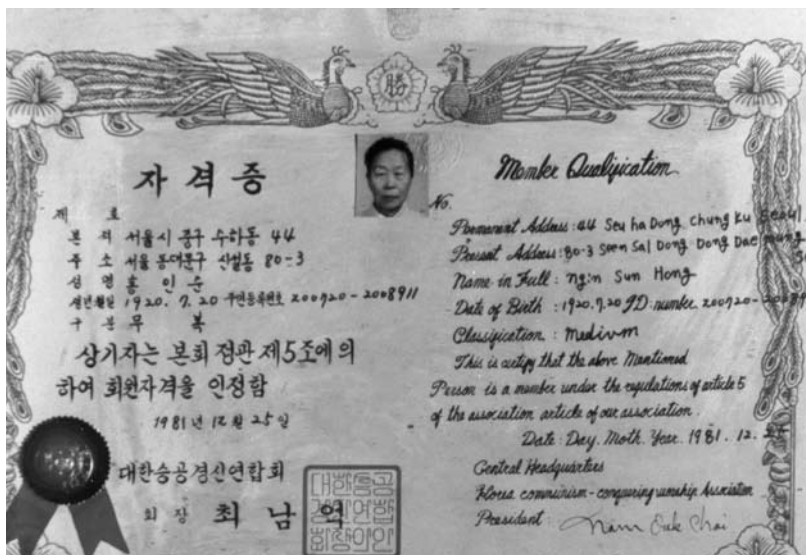 勝
자격증
제 호
본 적 서울시 중구 수하동 44
주 소 서울 동대문구 신설동 80-3
성 명 홍 인 순
생년월일 1920.7.20 주민등록번호 200720-2008911
구 분 무 복
상기자는 본회 정관 제5조에 의
하여 회원자격을 인정함
1981년 12월 25일
대한승공경신연합회
회 장 최 남 억
Member Qualification
No.
Permanent Address: 44 Seu ha Dong Chung Ku Seoul
Present Address: 80-3 Seen Sal Dong Dong Dae
Name in Full: ng:n Sun Hong
Date of Birth: 1920.7.20 JD: number 200720-20089
Classification: Medivm
This is certify that the above Mantioned
Person is a member under the regulations of article 5
of the association article of our association.
Date: Day. Moth. Year. 1981. 12.
Central Headquarters
Korea communism-conquering worship Association
President: Nam Euk Chai